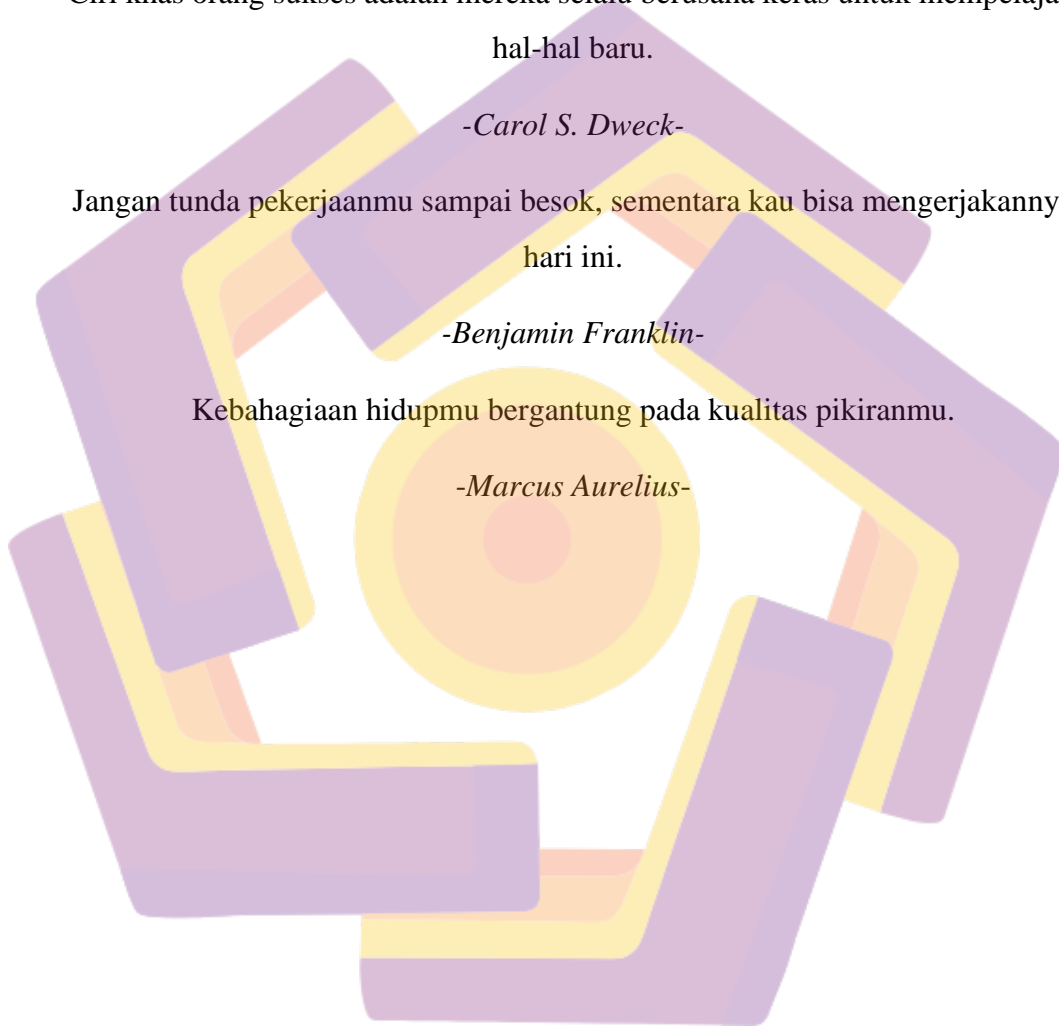 Ciri khas orang sukses adalah mereka selalu berusaha keras untuk mempelaja
hal-hal baru.
-Carol S. Dweck-
Jangan tunda pekerjaanmu sampai besok, sementara kau bisa mengerjakanny
hari ini.
-Benjamin Franklin-
Kebahagiaan hidupmu bergantung pada kualitas pikiranmu.
-Marcus Aurelius-